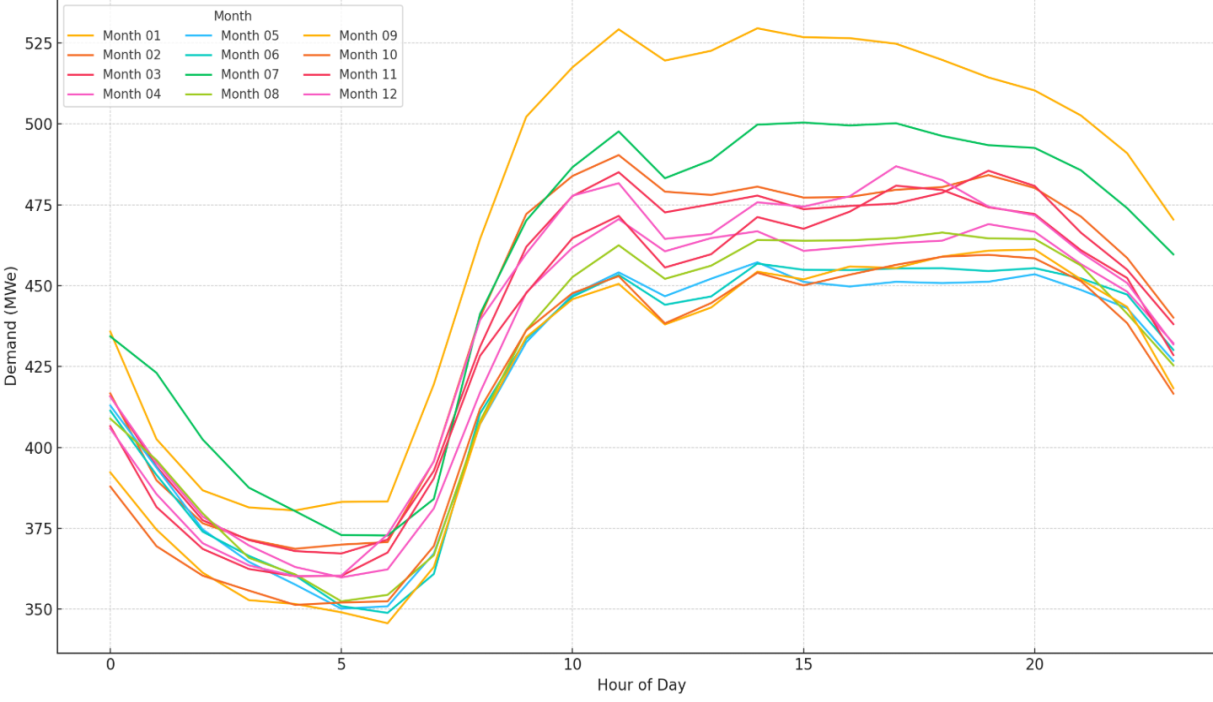 Month
Month 01 Month 05 Month 09
Month 02 Month 06 Month 10
Month 03 Month 07 Month 11
Month 04 Month 08 Month 12
525
500
475
450
425
400
375
350
Demand (MWe)
0 5 10 15 20
Hour of Day